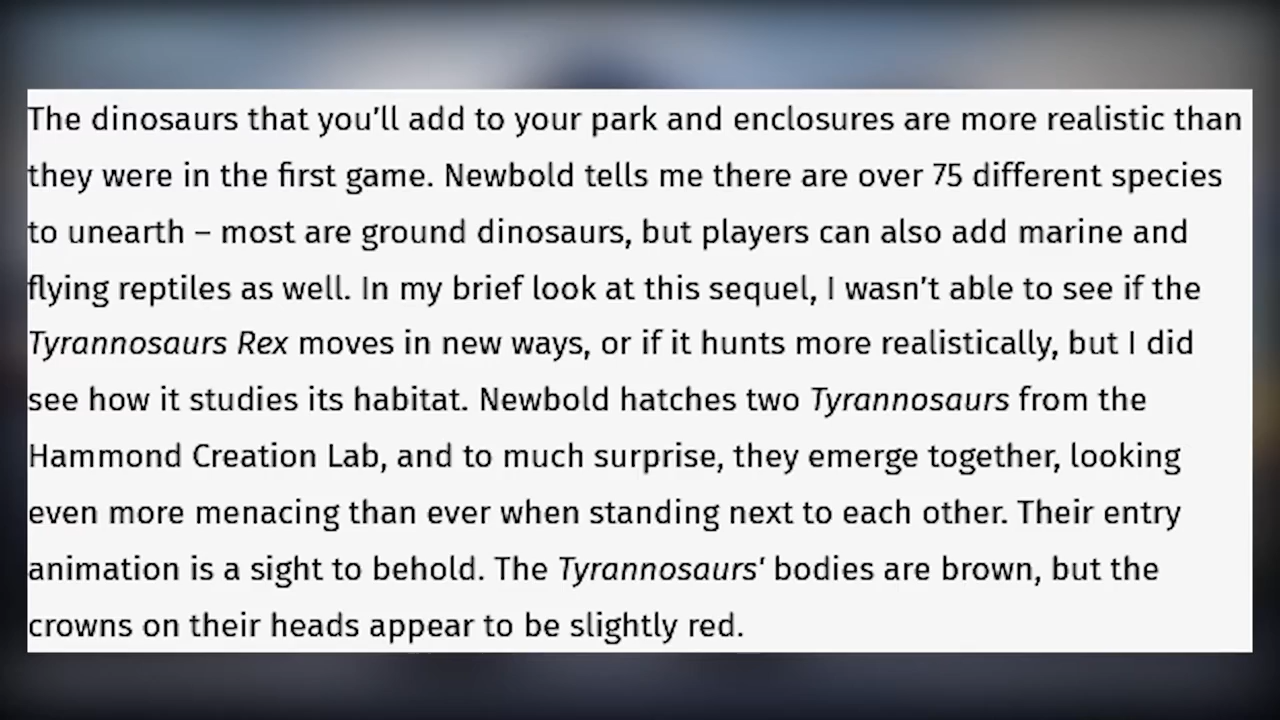 The dinosaurs that you’ll add to your park and enclosures are more realistic than
they were in the first game. Newbold tells me there are over 75 different species
to unearth – most are ground dinosaurs, but players can also add marine and
flying reptiles as well. In my brief look at this sequel, I wasn’t able to see if the
Tyrannosaurs Rex moves in new ways, or if it hunts more realistically, but I did
see how it studies its habitat. Newbold hatches two Tyrannosaurs from the
Hammond Creation Lab, and to much surprise, they emerge together, looking
even more menacing than ever when standing next to each other. Their entry
animation is a sight to behold. The Tyrannosaurs’ bodies are brown, but the
crowns on their heads appear to be slightly red.